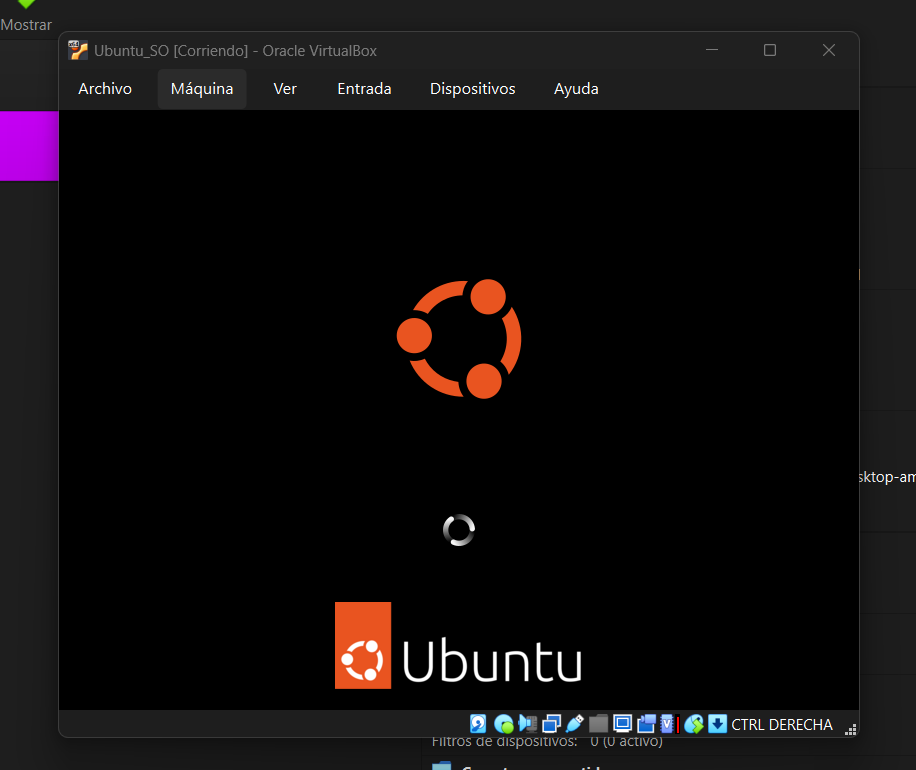 Mostrar
Ubuntu_SO [Corriendo] - Oracle VirtualBox
Archivo Máquina Ver Entrada Dispositivos Ayuda
sktop-am
Ubuntu
CTRL DERECHA
Filtros de dispositivos: 0 (0 activo)